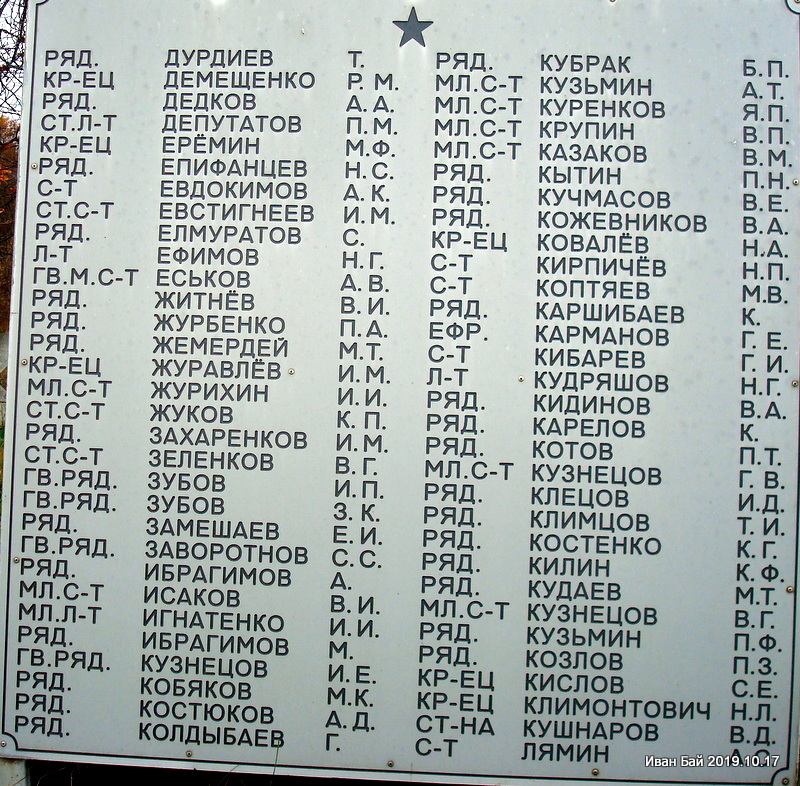 РЯД. ДУРДИЕВ Т. РЯД. КУБРАК Б.П.
КР-ЕЦ ДЕМЕЩЕНКО Р.М. МЛ.С-Т КУЗЬМИН А.Т.
РЯД. ДЕДКОВ А.А. МЛ.С-Т КУРЕНКОВ Я.П.
СТ.Л-Т ДЕПУТАТОВ П.М. МЛ.С-Т КРУПИН В.П.
КР-ЕЦ ЕРЁМИН М.Ф. МЛ.С-Т КАЗАКОВ В.М.
РЯД. ЕПИФАНЦЕВ Н.С. РЯД. КЫТИН П.Н.
С-Т ЕВДОКИМОВ А.К. РЯД. КУЧМАСОВ В.Е.
СТ.С-Т ЕВСТИГНЕЕВ И.М. РЯД. КОЖЕВНИКОВ В.А.
РЯД. ЕЛМУРАТОВ С. КР-ЕЦ КОВАЛЁВ Н.А.
Л-Т ЕФИМОВ Н.Г. С-Т КИРПИЧЁВ Н.П.
ГВ.М.С-Т ЕСЬКОВ А.В. С-Т КОПТЯЕВ М.В.
РЯД. ЖИТНЁВ В.И. РЯД. КАРШИБАЕВ К.
РЯД. ЖУРБЕНКО П.А. ЕФР. КАРМАНОВ Г.Е.
РЯД. ЖЕМЕРДЕЙ М.Т. С-Т КИБАРЕВ Г.И.
КР-ЕЦ ЖУРАВЛЁВ И.М. Л-Т КУДРЯШОВ Н.Г.
МЛ.С-Т ЖУРИХИН И.И. РЯД. КИДИНОВ В.А.
СТ.С-Т ЖУКОВ К.П. РЯД. КАРЕЛОВ К.
РЯД. ЗАХАРЕНКОВ И.М. РЯД. КОТОВ П.Т.
СТ.С-Т ЗЕЛЕНКОВ В.Г. МЛ.С-Т КУЗНЕЦОВ Г.В.
ГВ.РЯД. ЗУБОВ И.П. РЯД. КЛЕЦОВ И.Д.
ГВ.РЯД. ЗУБОВ З.К. РЯД. КЛИМЦОВ Т.И.
РЯД. ЗАМЕШАЕВ Е.И. РЯД. КОСТЕНКО К.Г.
ГВ.РЯД. ЗАВОРОТНОВ С.С. РЯД. КИЛИН К.Ф.
РЯД. ИБРАГИМОВ А. РЯД. КУДАЕВ М.Т.
МЛ.С-Т ИСАКОВ В.И. МЛ.С-Т КУЗНЕЦОВ В.Г.
МЛ.Л-Т ИГНАТЕНКО И.И. РЯД. КУЗЬМИН П.Ф.
РЯД. ИБРАГИМОВ М. РЯД. КОЗЛОВ П.З.
ГВ.РЯД. КУЗНЕЦОВ И.Е. КР-ЕЦ КИСЛОВ С.Е.
РЯД. КОБЯКОВ М.К. КР-ЕЦ КЛИМОНТОВИЧ Н.Л.
РЯД. КОСТЮКОВ А.Д. СТ-НА КУШНАРОВ В.Д.
РЯД. КОЛДЫБАЕВ Г. С-Т ЛЯМИН
Иван Бай 2019.10.17